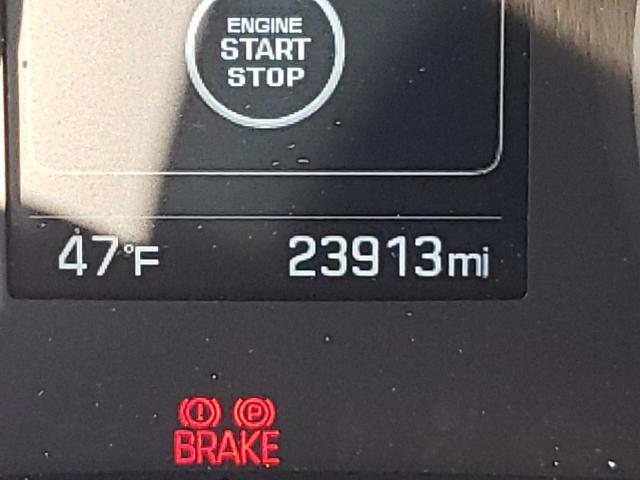 ENGINE
START
STOP
47°F 23913mi
! P
BRAKE